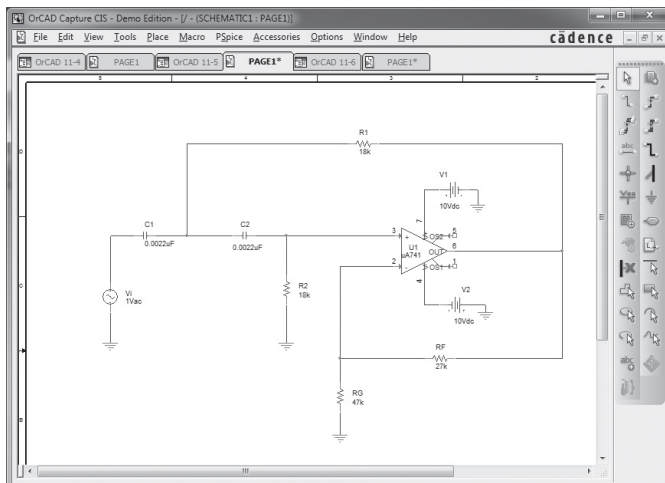 OrCAD Capture CIS - Demo Edition - [/ - (SCHEMATIC1 : PAGE1)]
File Edit View Tools Place Macro PSpice Accessories Options Window Help cādence
OrCAD 11-4 PAGE1 OrCAD 11-5 PAGE1* OrCAD 11-6 PAGE1*
5 4 3 2
R1
18k
V1
10Vdc
C1
0.0022uF
C2
0.0022uF
3 + 7 OS2 5
U1
uA741
OUT 6
2 - 4 OS1 1
Vi
1Vac
R2
18k
V2
10Vdc
RF
27k
RG
47k